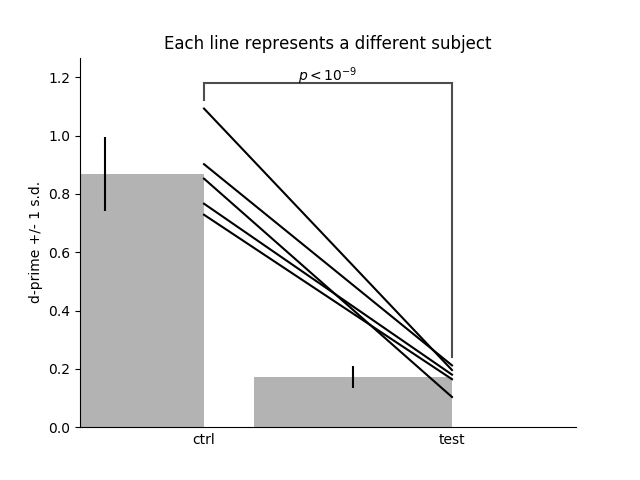 Each line represents a different subject
p < 10⁻⁹
1.2
1.0
0.8
0.6
0.4
0.2
0.0
d-prime +/- 1 s.d.
ctrl
test